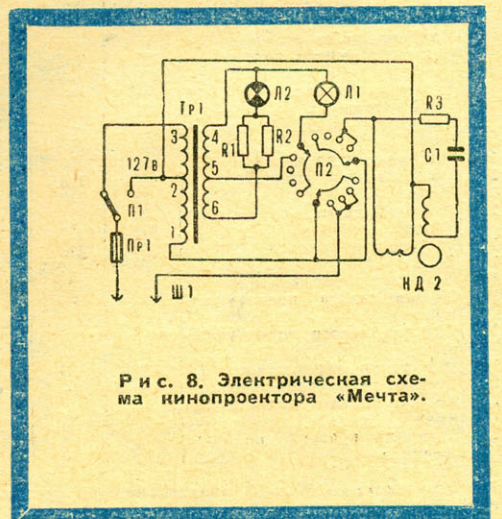 Л2
Л1
Тр1
R3
3
4
R1
R2
С1
127в
5
П2
2
П1
6
1
Пр1
Ш1
НД 2
Рис. 8. Электрическая схе-
ма кинопроектора «Мечта».